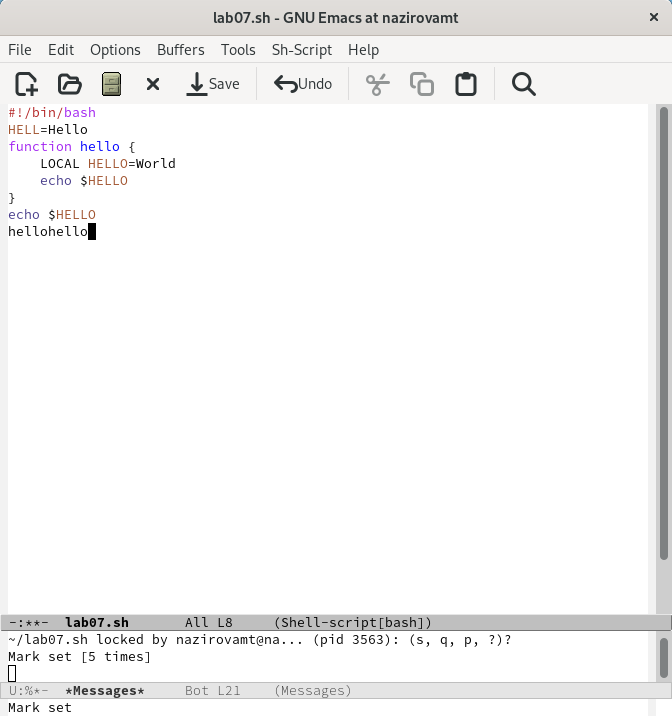 lab07.sh - GNU Emacs at nazirovamt
File Edit Options Buffers Tools Sh-Script Help
Save Undo
#!/bin/bash
HELL=Hello
function hello {
    LOCAL HELLO=World
    echo $HELLO
}
echo $HELLO
hellohello
-:**-  lab07.sh       All L8     (Shell-script[bash])
~/lab07.sh locked by nazirovamt@na... (pid 3563): (s, q, p, ?)?
Mark set [5 times]
U:%*-  *Messages*     Bot L21    (Messages)
Mark set